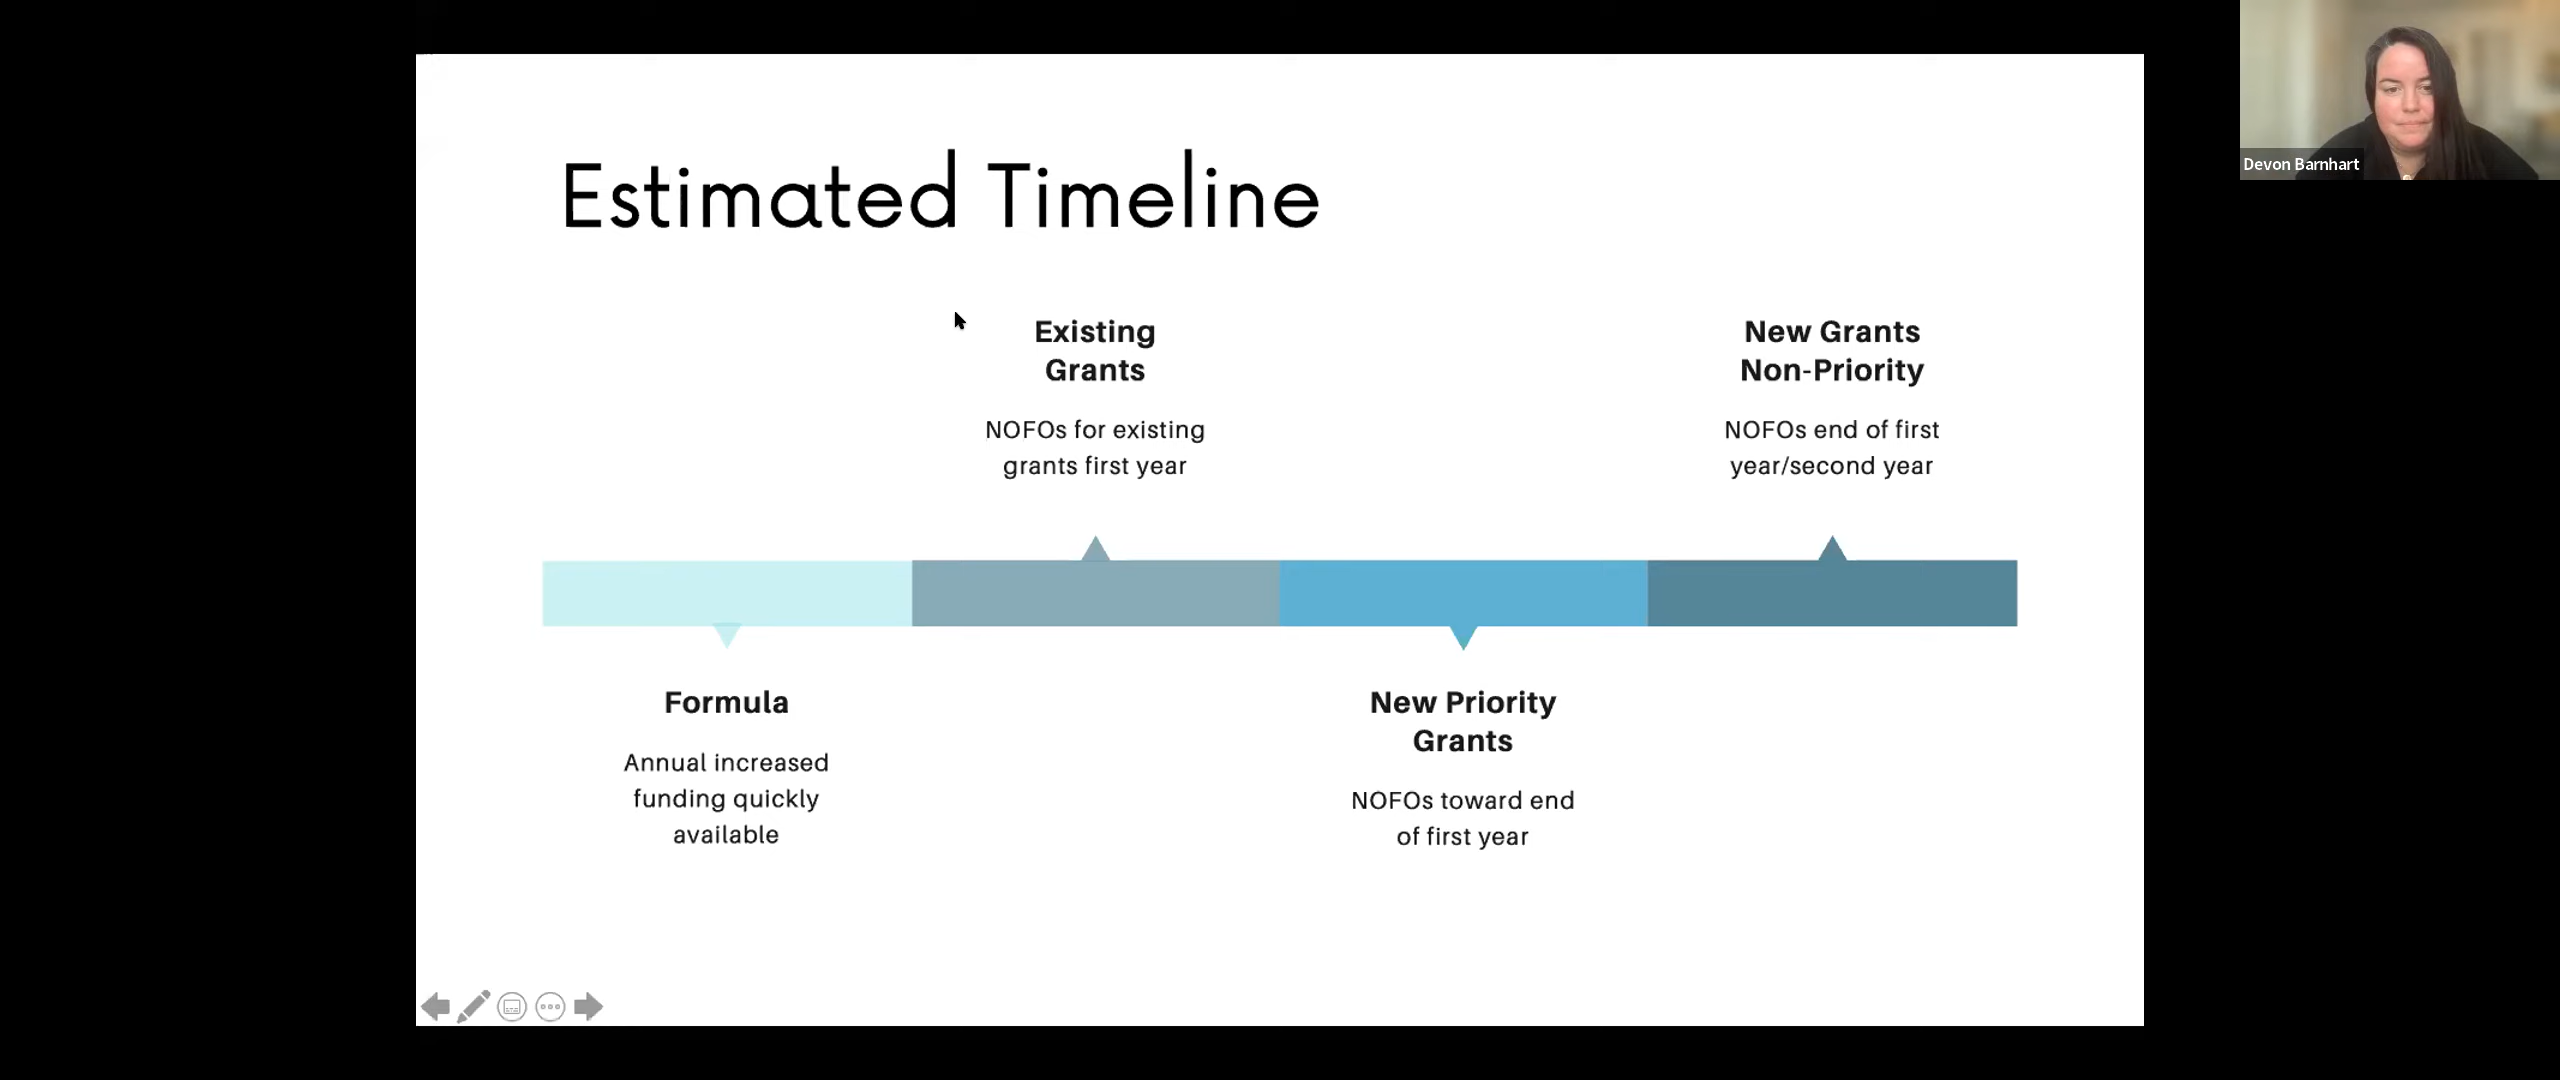 Estimated Timeline
Existing
Grants
NOFOs for existing
grants first year
New Grants
Non-Priority
NOFOs end of first
year/second year
Formula
Annual increased
funding quickly
available
New Priority
Grants
NOFOs toward end
of first year
Devon Barnhart